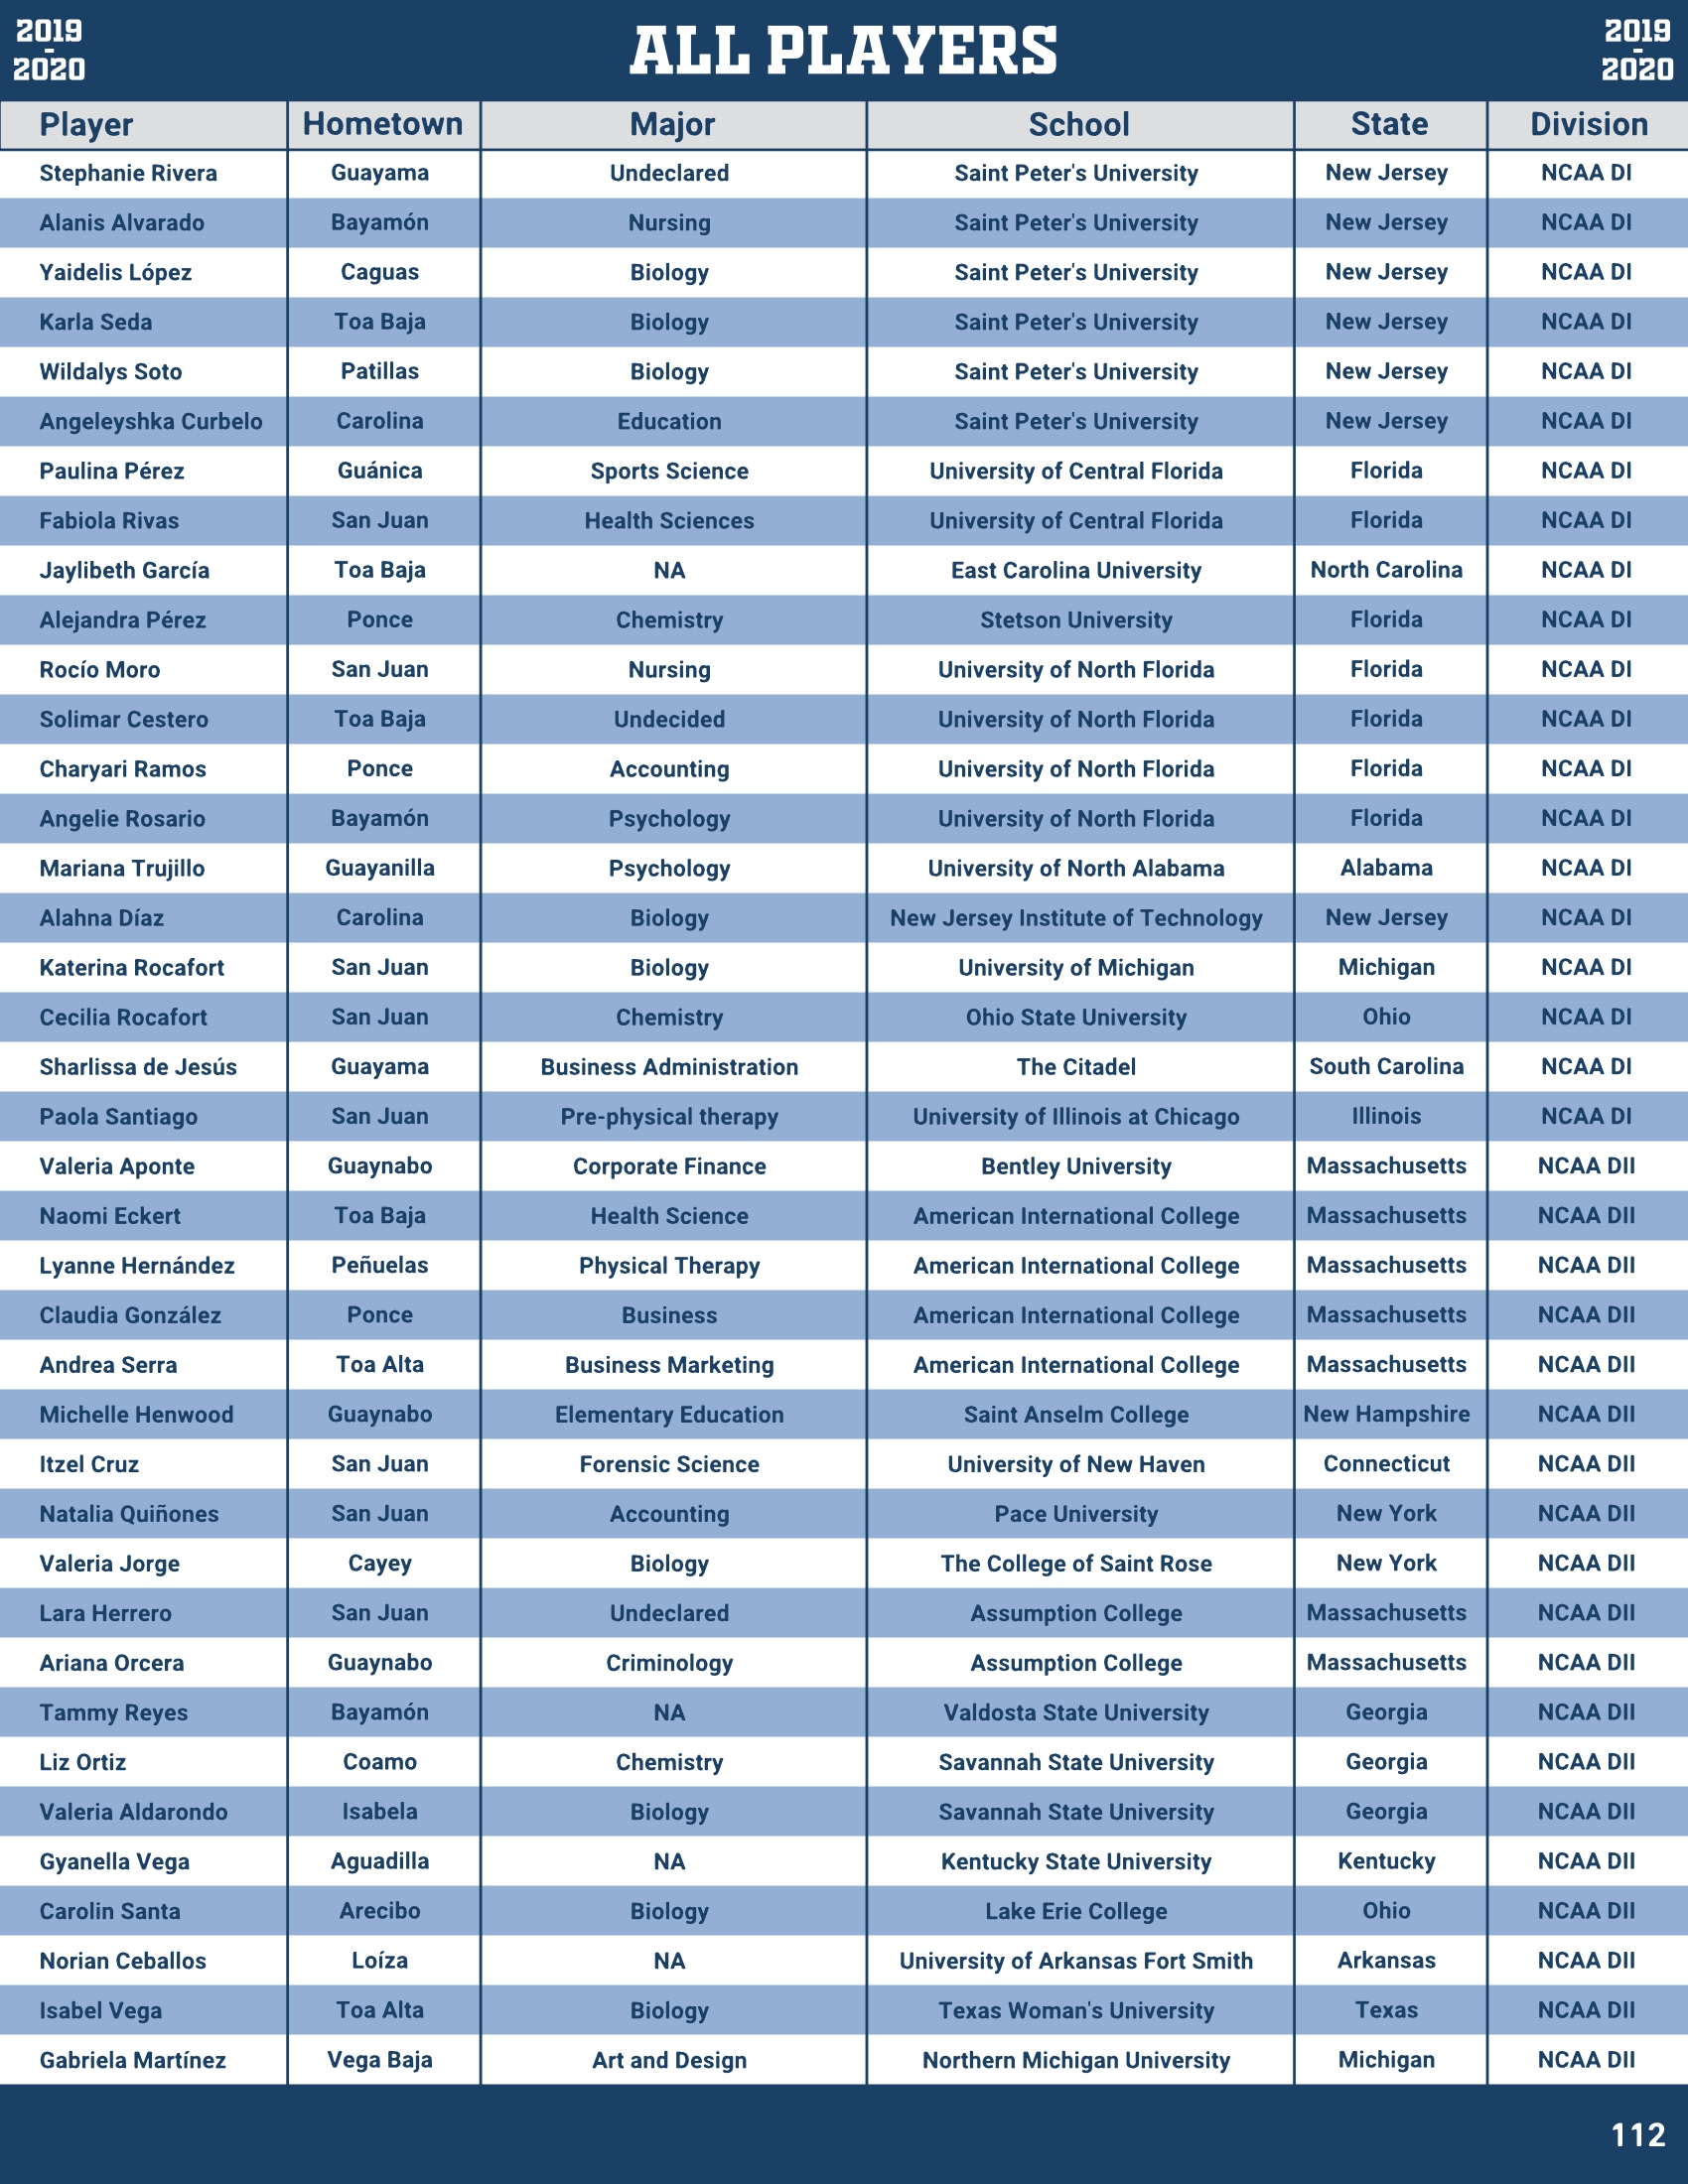 2019
-
2020
ALL PLAYERS
2019
-
2020
Player Hometown Major School State Division
Stephanie Rivera Guayama Undeclared Saint Peter's University New Jersey NCAA DI
Alanis Alvarado Bayamón Nursing Saint Peter's University New Jersey NCAA DI
Yaidelis López Caguas Biology Saint Peter's University New Jersey NCAA DI
Karla Seda Toa Baja Biology Saint Peter's University New Jersey NCAA DI
Wildalys Soto Patillas Biology Saint Peter's University New Jersey NCAA DI
Angeleyshka Curbelo Carolina Education Saint Peter's University New Jersey NCAA DI
Paulina Pérez Guánica Sports Science University of Central Florida Florida NCAA DI
Fabiola Rivas San Juan Health Sciences University of Central Florida Florida NCAA DI
Jaylibeth García Toa Baja NA East Carolina University North Carolina NCAA DI
Alejandra Pérez Ponce Chemistry Stetson University Florida NCAA DI
Rocío Moro San Juan Nursing University of North Florida Florida NCAA DI
Solimar Cestero Toa Baja Undecided University of North Florida Florida NCAA DI
Charyari Ramos Ponce Accounting University of North Florida Florida NCAA DI
Angelie Rosario Bayamón Psychology University of North Florida Florida NCAA DI
Mariana Trujillo Guayanilla Psychology University of North Alabama Alabama NCAA DI
Alahna Díaz Carolina Biology New Jersey Institute of Technology New Jersey NCAA DI
Katerina Rocafort San Juan Biology University of Michigan Michigan NCAA DI
Cecilia Rocafort San Juan Chemistry Ohio State University Ohio NCAA DI
Sharlissa de Jesús Guayama Business Administration The Citadel South Carolina NCAA DI
Paola Santiago San Juan Pre-physical therapy University of Illinois at Chicago Illinois NCAA DI
Valeria Aponte Guaynabo Corporate Finance Bentley University Massachusetts NCAA DII
Naomi Eckert Toa Baja Health Science American International College Massachusetts NCAA DII
Lyanne Hernández Peñuelas Physical Therapy American International College Massachusetts NCAA DII
Claudia González Ponce Business American International College Massachusetts NCAA DII
Andrea Serra Toa Alta Business Marketing American International College Massachusetts NCAA DII
Michelle Henwood Guaynabo Elementary Education Saint Anselm College New Hampshire NCAA DII
Itzel Cruz San Juan Forensic Science University of New Haven Connecticut NCAA DII
Natalia Quiñones San Juan Accounting Pace University New York NCAA DII
Valeria Jorge Cayey Biology The College of Saint Rose New York NCAA DII
Lara Herrero San Juan Undeclared Assumption College Massachusetts NCAA DII
Ariana Orcera Guaynabo Criminology Assumption College Massachusetts NCAA DII
Tammy Reyes Bayamón NA Valdosta State University Georgia NCAA DII
Liz Ortiz Coamo Chemistry Savannah State University Georgia NCAA DII
Valeria Aldarondo Isabela Biology Savannah State University Georgia NCAA DII
Gyanella Vega Aguadilla NA Kentucky State University Kentucky NCAA DII
Carolin Santa Arecibo Biology Lake Erie College Ohio NCAA DII
Norian Ceballos Loíza NA University of Arkansas Fort Smith Arkansas NCAA DII
Isabel Vega Toa Alta Biology Texas Woman's University Texas NCAA DII
Gabriela Martínez Vega Baja Art and Design Northern Michigan University Michigan NCAA DII
112